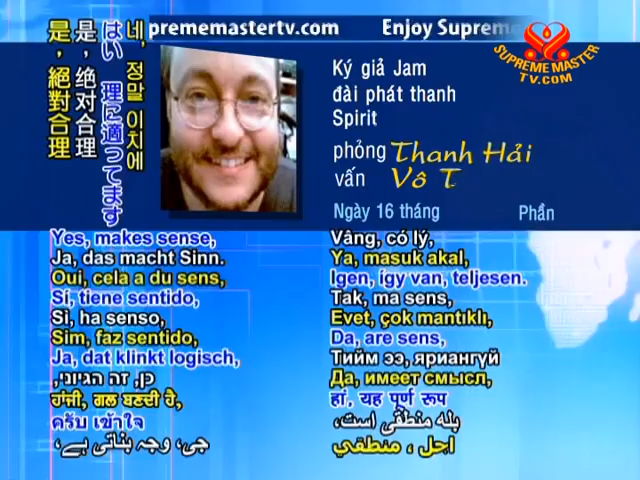 prememastertv.com Enjoy Supreme
SUPREME MASTER
TV.COM
是，絕對合理
是，绝对合理
はい 理に適ってます
네, 정말 이치에
Ký giả Jam
đài phát thanh
Spirit
phỏng vấn
Thanh Hải
Vô T
Ngày 16 tháng
Phần
Yes, makes sense,
Ja, das macht Sinn.
Oui, cela a du sens,
Sí, tiene sentido,
Sì, ha senso,
Sim, faz sentido,
Ja, dat klinkt logisch,
כן, זה הגיוני,
ਹਾਂਜੀ, ਗਲ ਬਣਦੀ ਹੈ,
ครับ เข้าใจ
جی، وجہ بناتی ہے،
Vâng, có lý,
Ya, masuk akal,
Igen, így van, teljesen.
Tak, ma sens,
Evet, çok mantıklı,
Da, are sens,
Тийм ээ, яриангүй
Да, имеет смысл,
हां, यह पूर्ण रूप
بله منطقی است،
اجل ، منطقي